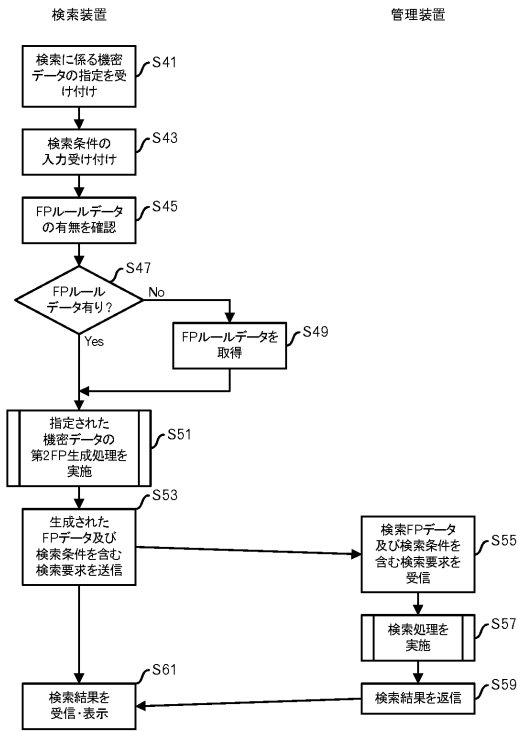 検索装置
管理装置
検索に係る機密
データの指定を受
け付け
S41
検索条件の
入力受け付け
S43
FPルールデータ
の有無を確認
S45
FPルール
データ有り?
S47
No
Yes
FPルールデータを
取得
S49
指定された
機密データの
第2FP生成処理を
実施
S51
生成された
FPデータ及び
検索条件を含む
検索要求を送信
S53
検索FPデータ
及び検索条件を
含む検索要求を
受信
S55
検索処理を
実施
S57
検索結果を返信
S59
検索結果を
受信・表示
S61